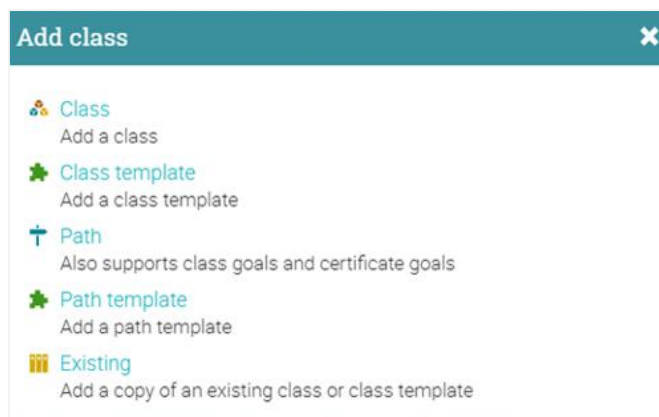 Add class
Class
Add a class
Class template
Add a class template
Path
Also supports class goals and certificate goals
Path template
Add a path template
Existing
Add a copy of an existing class or class template